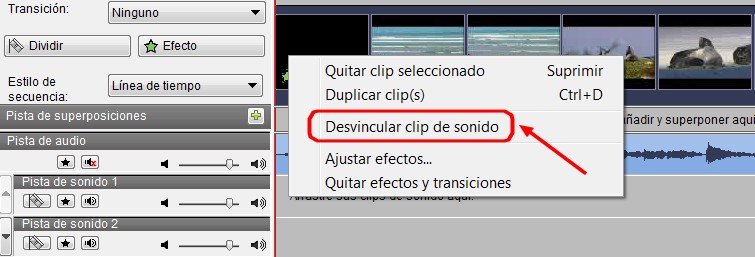 Transición:
Ninguno
Dividir
Efecto
Estilo de
secuencia:
Línea de tiempo
Pista de superposiciones
Pista de audio
Pista de sonido 1
Pista de sonido 2
Quitar clip seleccionado Suprimir
Duplicar clip(s) Ctrl+D
Desvincular clip de sonido
Ajustar efectos...
Quitar efectos y transiciones
añadir y superponer aquí
Arrastre sus clips de sonido aquí.